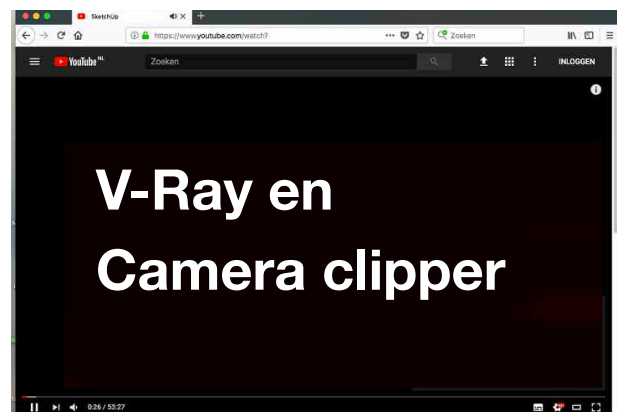 SketchUp
https://www.youtube.com/watch?
Zoeken
YouTube NL
Zoeken
INLOGGEN
V-Ray en
Camera clipper
0:26 / 53:27